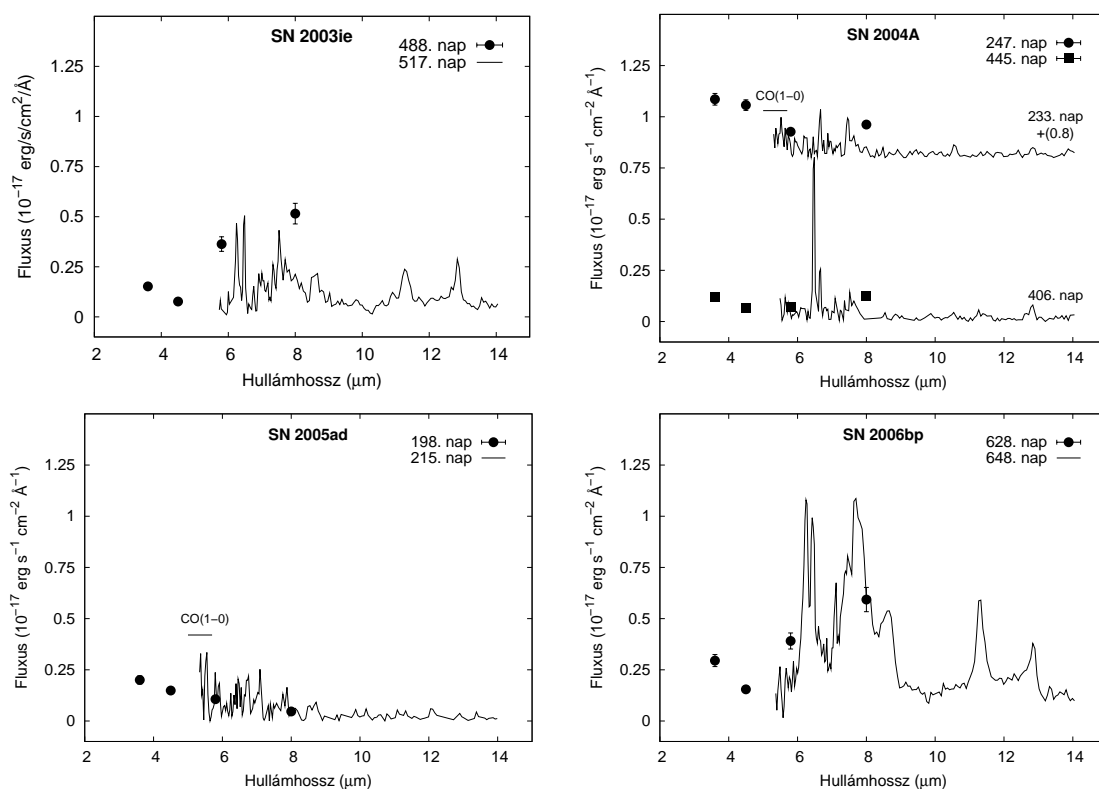 SN 2003ie
488. nap
517. nap
Fluxus (10⁻¹⁷ erg/s/cm²/Å)
1.25
1
0.75
0.5
0.25
0
2 4 6 8 10 12 14
Hullámhossz (μm)
SN 2004A
247. nap
445. nap
CO(1−0)
233. nap
+(0.8)
406. nap
Fluxus (10⁻¹⁷ erg s⁻¹ cm⁻² Å⁻¹)
1.25
1
0.75
0.5
0.25
0
2 4 6 8 10 12 14
Hullámhossz (μm)
SN 2005ad
198. nap
215. nap
CO(1−0)
Fluxus (10⁻¹⁷ erg s⁻¹ cm⁻² Å⁻¹)
1.25
1
0.75
0.5
0.25
0
2 4 6 8 10 12 14
Hullámhossz (μm)
SN 2006bp
628. nap
648. nap
Fluxus (10⁻¹⁷ erg s⁻¹ cm⁻² Å⁻¹)
1.25
1
0.75
0.5
0.25
0
2 4 6 8 10 12 14
Hullámhossz (μm)